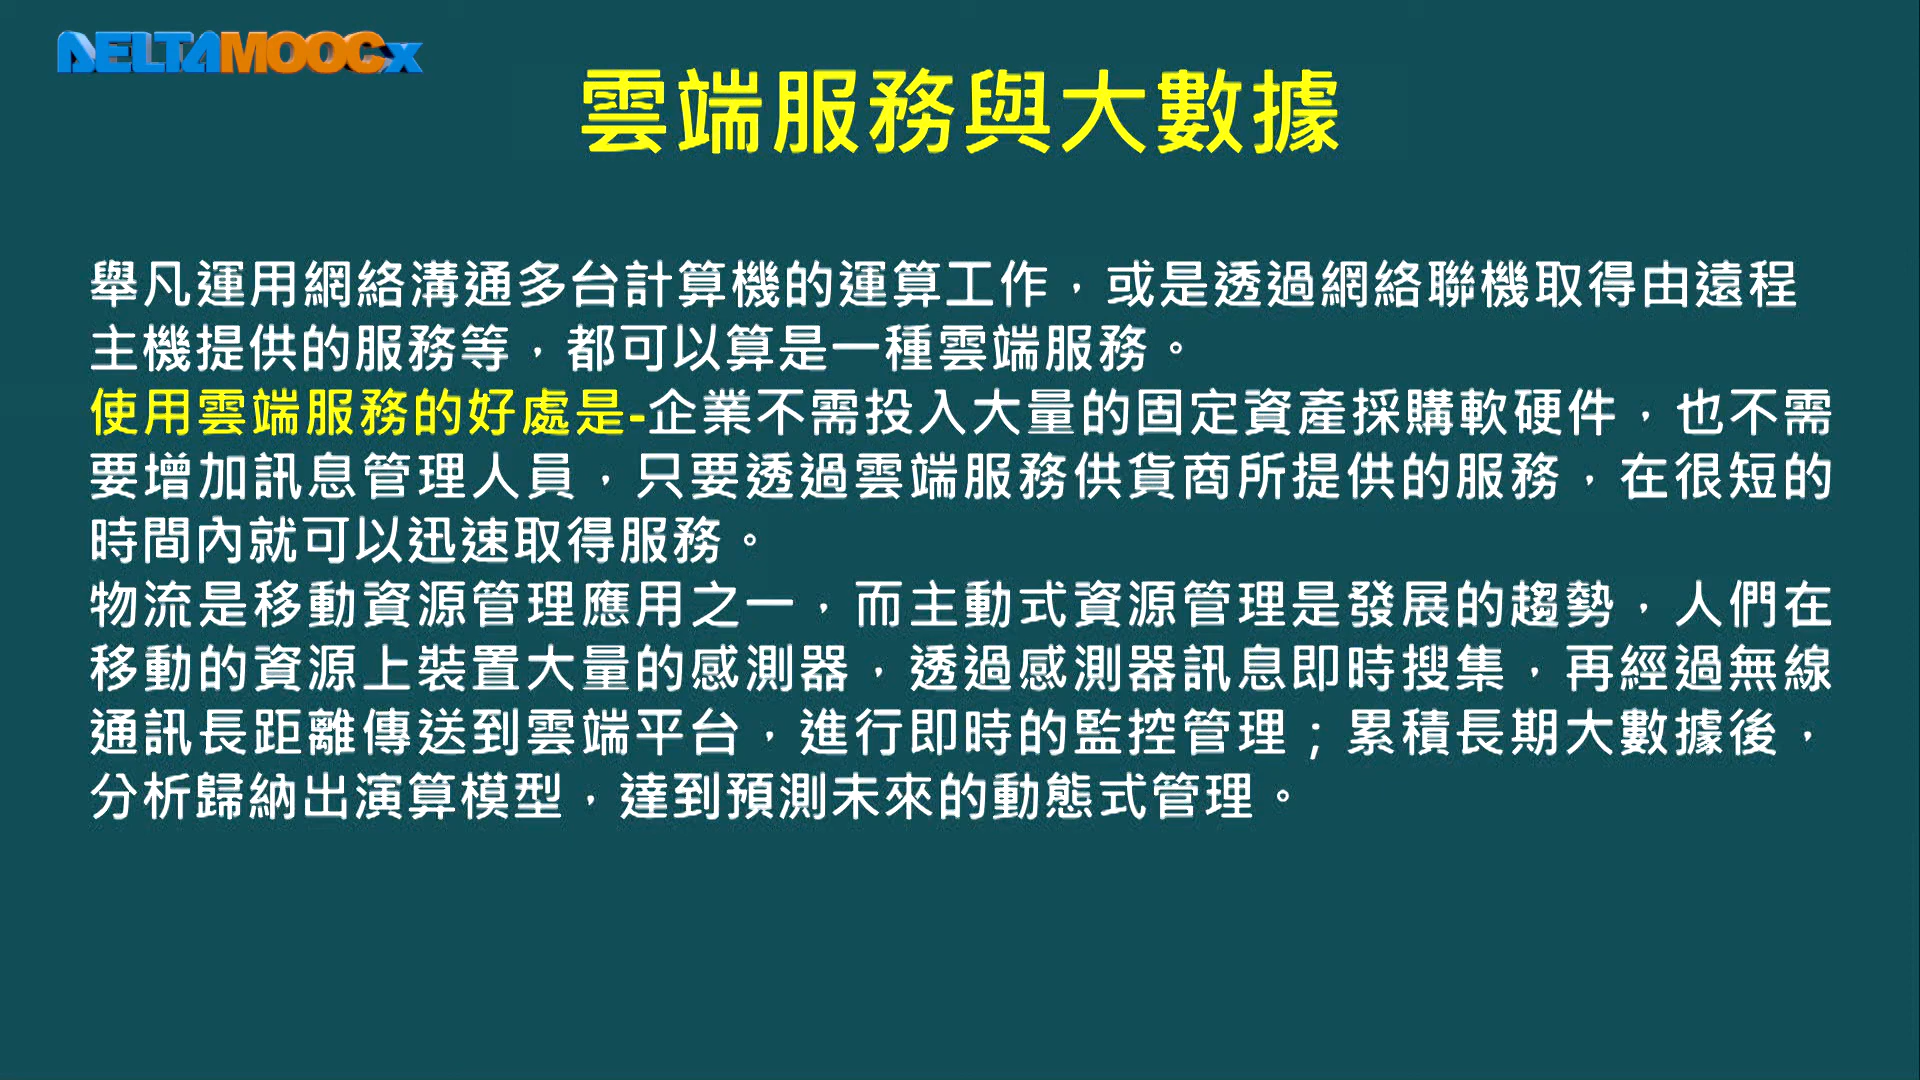 DELTAMOOCx
雲端服務與大數據
舉凡運用網絡溝通多台計算機的運算工作，或是透過網絡聯機取得由遠程
主機提供的服務等，都可以算是一種雲端服務。
使用雲端服務的好處是-企業不需投入大量的固定資產採購軟硬件，也不需
要增加訊息管理人員，只要透過雲端服務供貨商所提供的服務，在很短的
時間內就可以迅速取得服務。
物流是移動資源管理應用之一，而主動式資源管理是發展的趨勢，人們在
移動的資源上裝置大量的感測器，透過感測器訊息即時搜集，再經過無線
通訊長距離傳送到雲端平台，進行即時的監控管理；累積長期大數據後，
分析歸納出演算模型，達到預測未來的動態式管理。